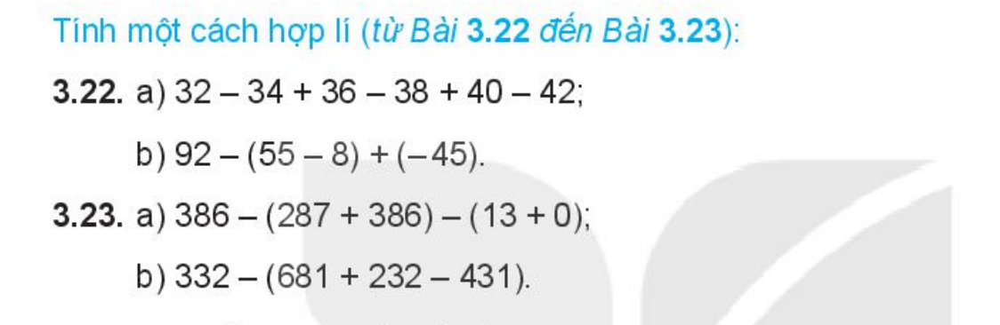 Tính một cách hợp lí (từ Bài 3.22 đến Bài 3.23):
3.22. a) 32 – 34 + 36 – 38 + 40 – 42;
b) 92 – (55 – 8) + (–45).
3.23. a) 386 – (287 + 386) – (13 + 0);
b) 332 – (681 + 232 – 431).